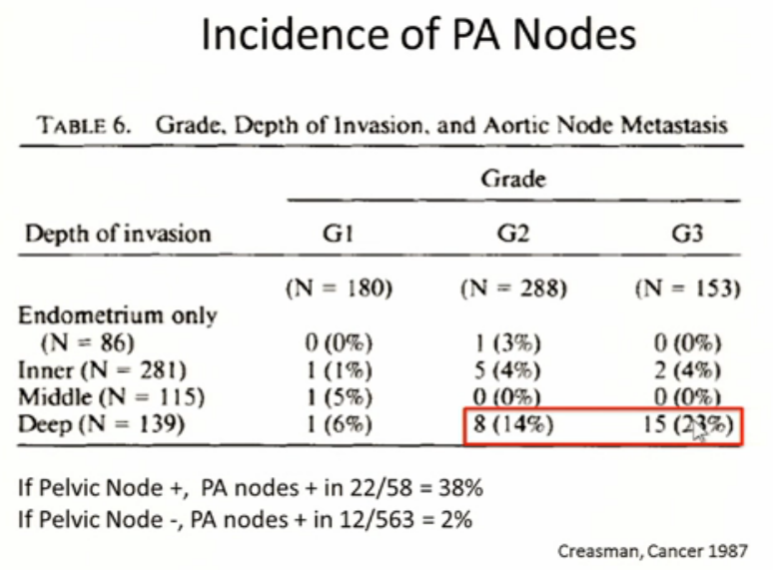 Incidence of PA Nodes
TABLE 6. Grade, Depth of Invasion, and Aortic Node Metastasis
Grade
Depth of invasion G1 G2 G3
(N = 180) (N = 288) (N = 153)
Endometrium only
(N = 86) 0 (0%) 1 (3%) 0 (0%)
Inner (N = 281) 1 (1%) 5 (4%) 2 (4%)
Middle (N = 115) 1 (5%) 0 (0%) 0 (0%)
Deep (N = 139) 1 (6%) 8 (14%) 15 (23%)
If Pelvic Node +, PA nodes + in 22/58 = 38%
If Pelvic Node -, PA nodes + in 12/563 = 2%
Creasman, Cancer 1987